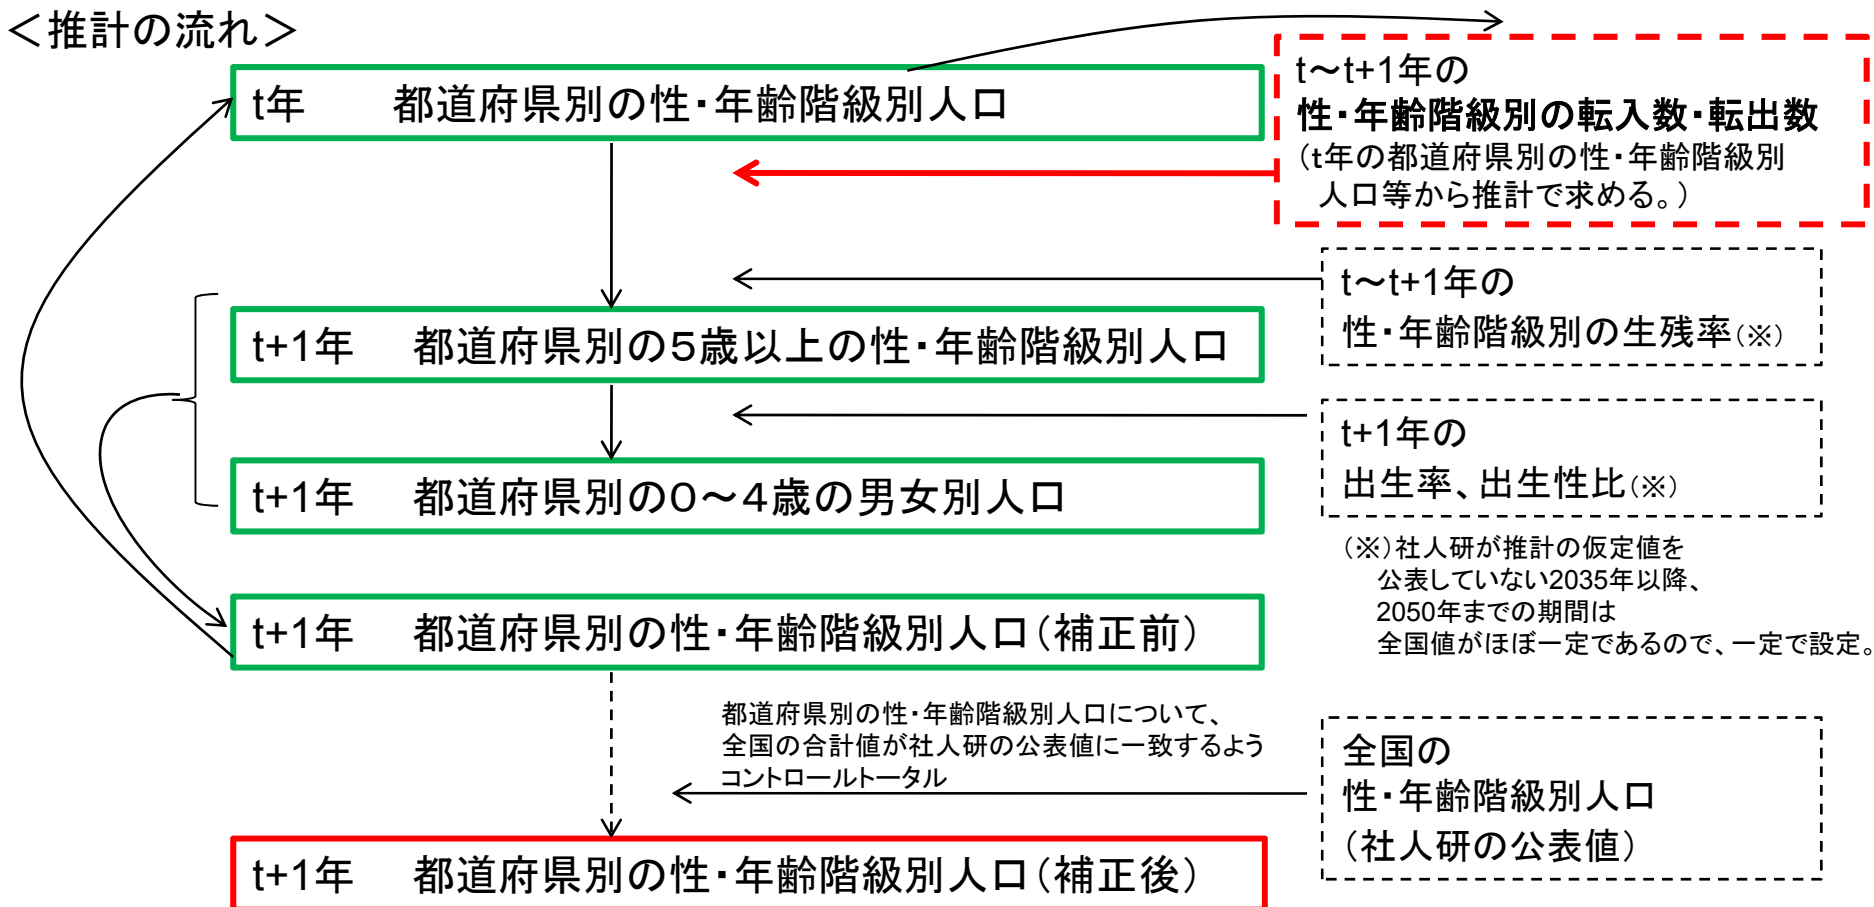 ＜推計の流れ＞
t年　都道府県別の性・年齢階級別人口
t～t+1年の
性・年齢階級別の転入数・転出数
（t年の都道府県別の性・年齢階級別
人口等から推計で求める。）
t～t+1年の
性・年齢階級別の生残率（※）
t+1年　都道府県別の５歳以上の性・年齢階級別人口
t+1年の
出生率、出生性比（※）
t+1年　都道府県別の０～４歳の男女別人口
（※）社人研が推計の仮定値を
公表していない2035年以降、
2050年までの期間は
全国値がほぼ一定であるので、一定で設定。
t+1年　都道府県別の性・年齢階級別人口（補正前）
都道府県別の性・年齢階級別人口について、
全国の合計値が社人研の公表値に一致するよう
コントロールトータル
全国の
性・年齢階級別人口
（社人研の公表値）
t+1年　都道府県別の性・年齢階級別人口（補正後）